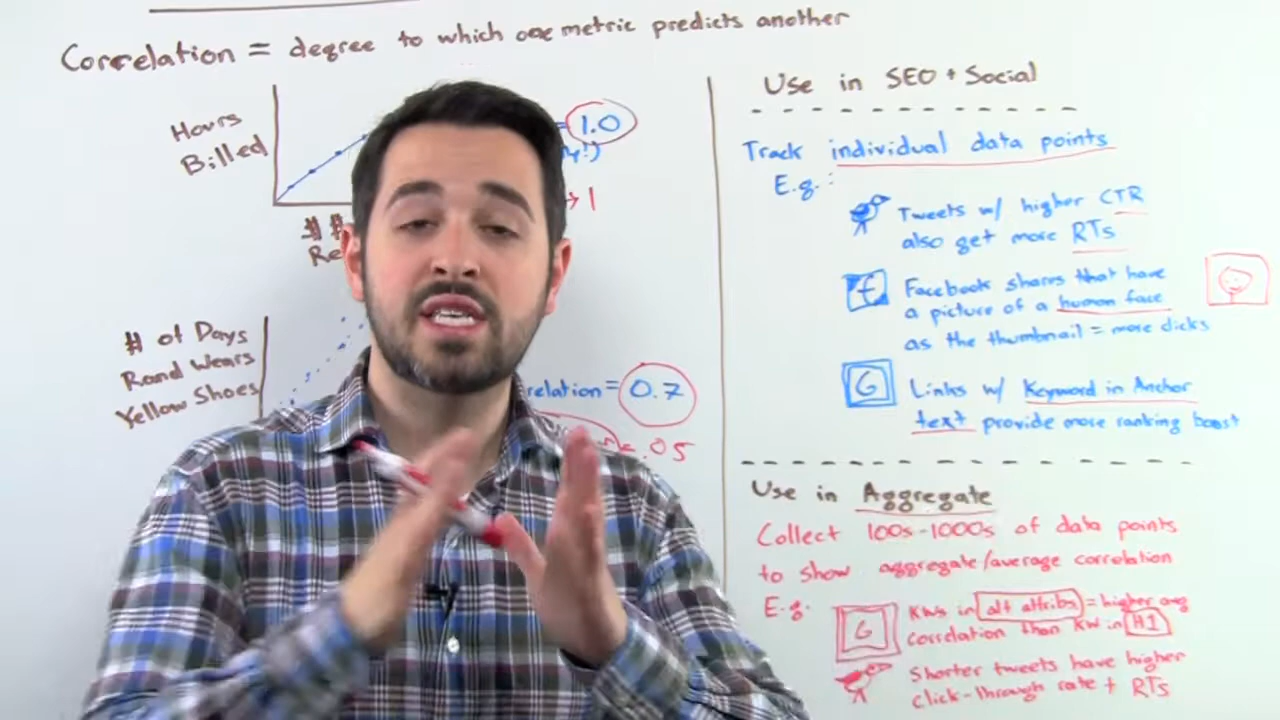 Correlation = degree to which one metric predicts another
Hours
Billed
= 1.0
→ 1
# of Days
Rand Wears
Yellow Shoes
relation = 0.7
.05
Use in SEO + Social
Track individual data points
E.g.:
Tweets w/ higher CTR
also get more RTs
f
Facebook shares that have
a picture of a human face
as the thumbnail = more clicks
G
Links w/ Keyword in Anchor
text provide more ranking boost
Use in Aggregate
Collect 100s-1000s of data points
to show aggregate/average correlation
E.g:
G
KWs in alt attribs = higher avg
correlation than KW in H1
Shorter tweets have higher
click-through rate + RTs